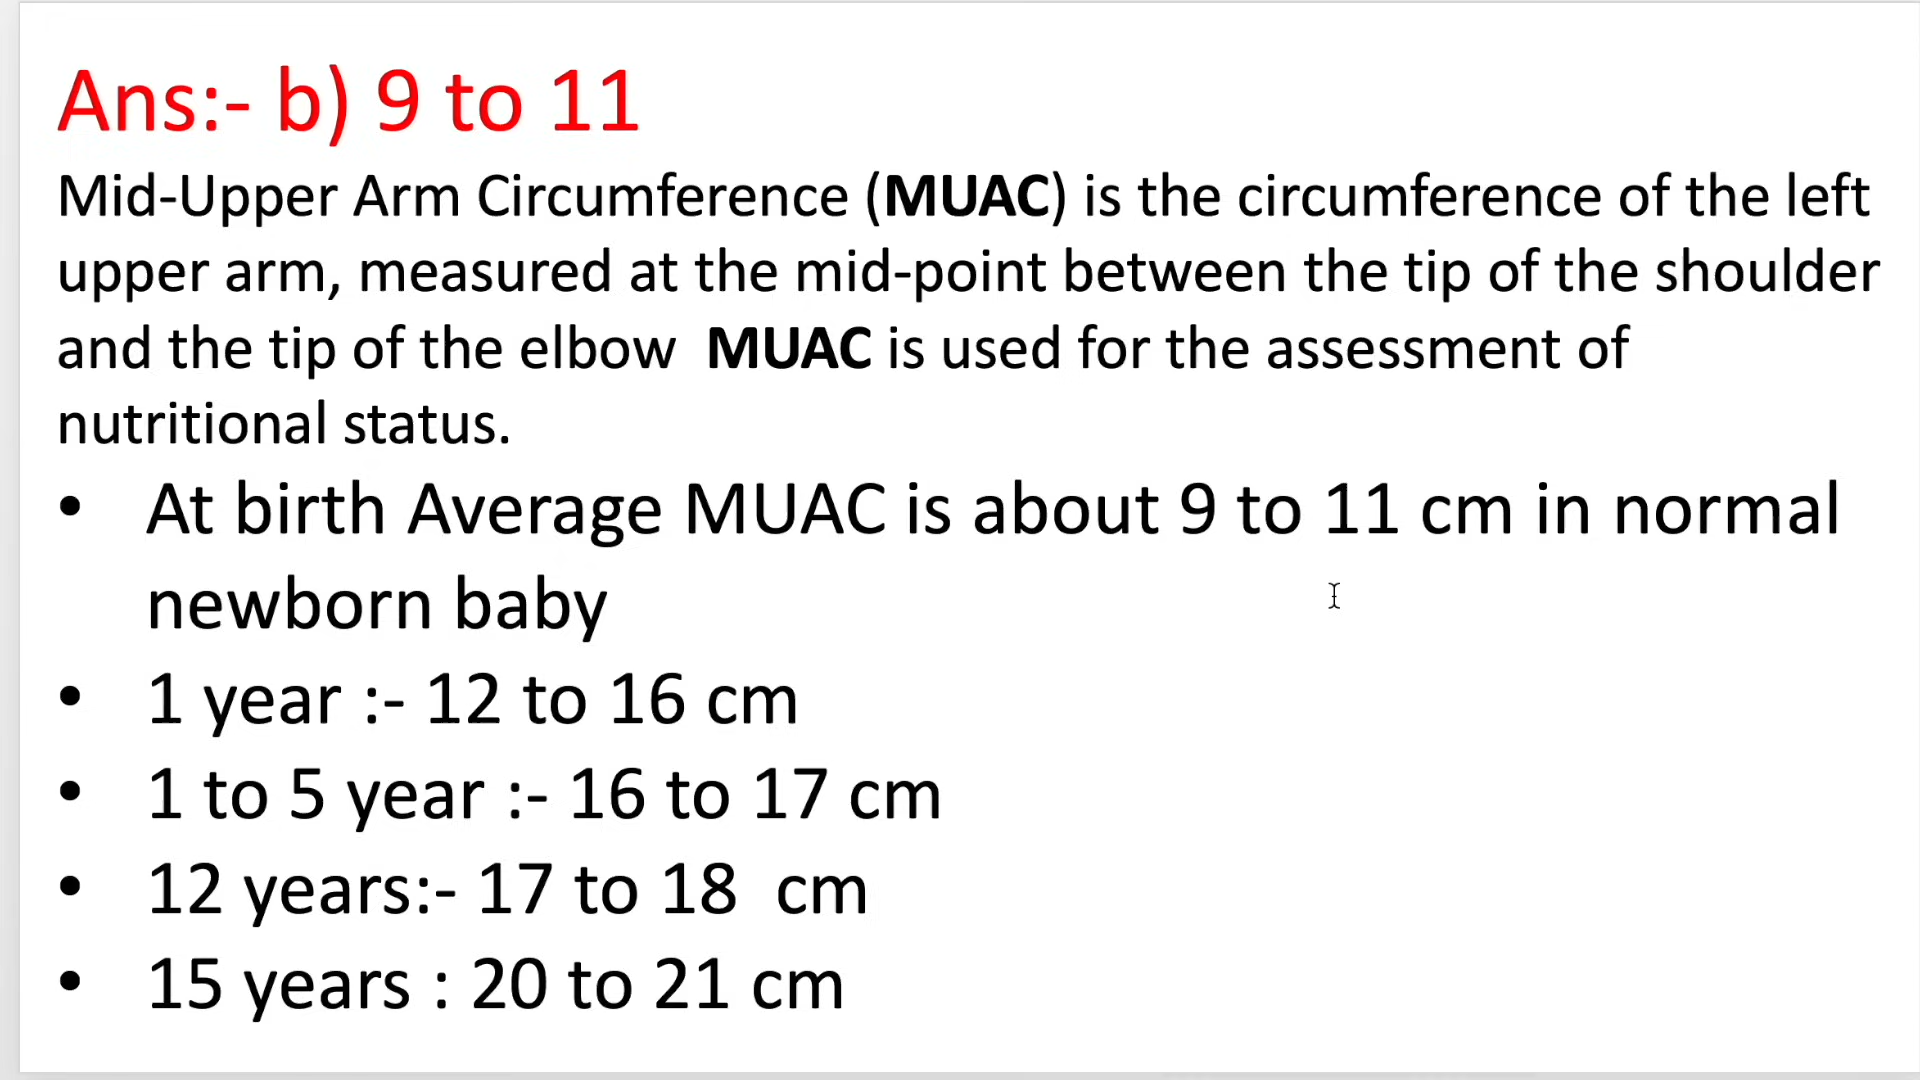 Ans:- b) 9 to 11
Mid-Upper Arm Circumference (MUAC) is the circumference of the left
upper arm, measured at the mid-point between the tip of the shoulder
and the tip of the elbow  MUAC is used for the assessment of
nutritional status.
• At birth Average MUAC is about 9 to 11 cm in normal
newborn baby
• 1 year :- 12 to 16 cm
• 1 to 5 year :- 16 to 17 cm
• 12 years:- 17 to 18  cm
• 15 years : 20 to 21 cm